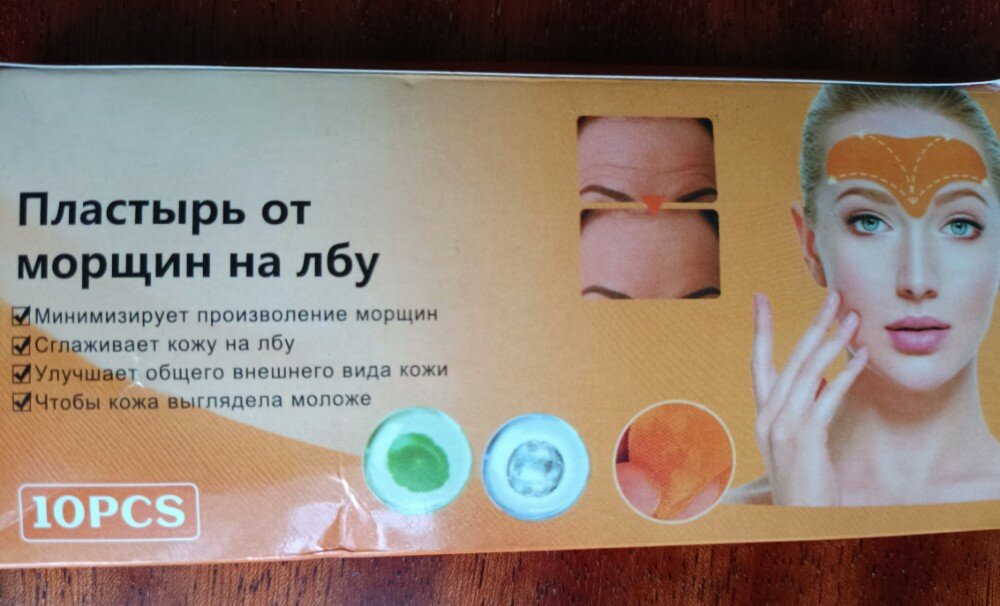 Пластырь от
морщин на лбу
Минимизирует произволение морщин
Сглаживает кожу на лбу
Улучшает общего внешнего вида кожи
Чтобы кожа выглядела моложе
10PCS